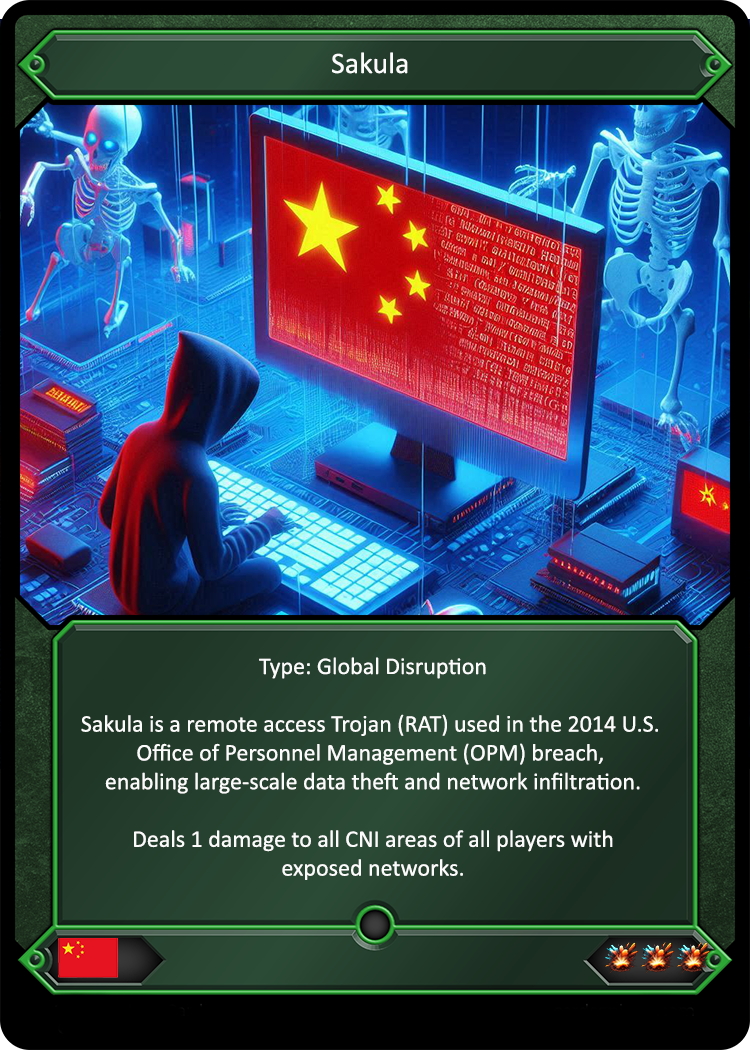 Sakula
Type: Global Disruption
Sakula is a remote access Trojan (RAT) used in the 2014 U.S.
Office of Personnel Management (OPM) breach,
enabling large-scale data theft and network infiltration.
Deals 1 damage to all CNI areas of all players with
exposed networks.